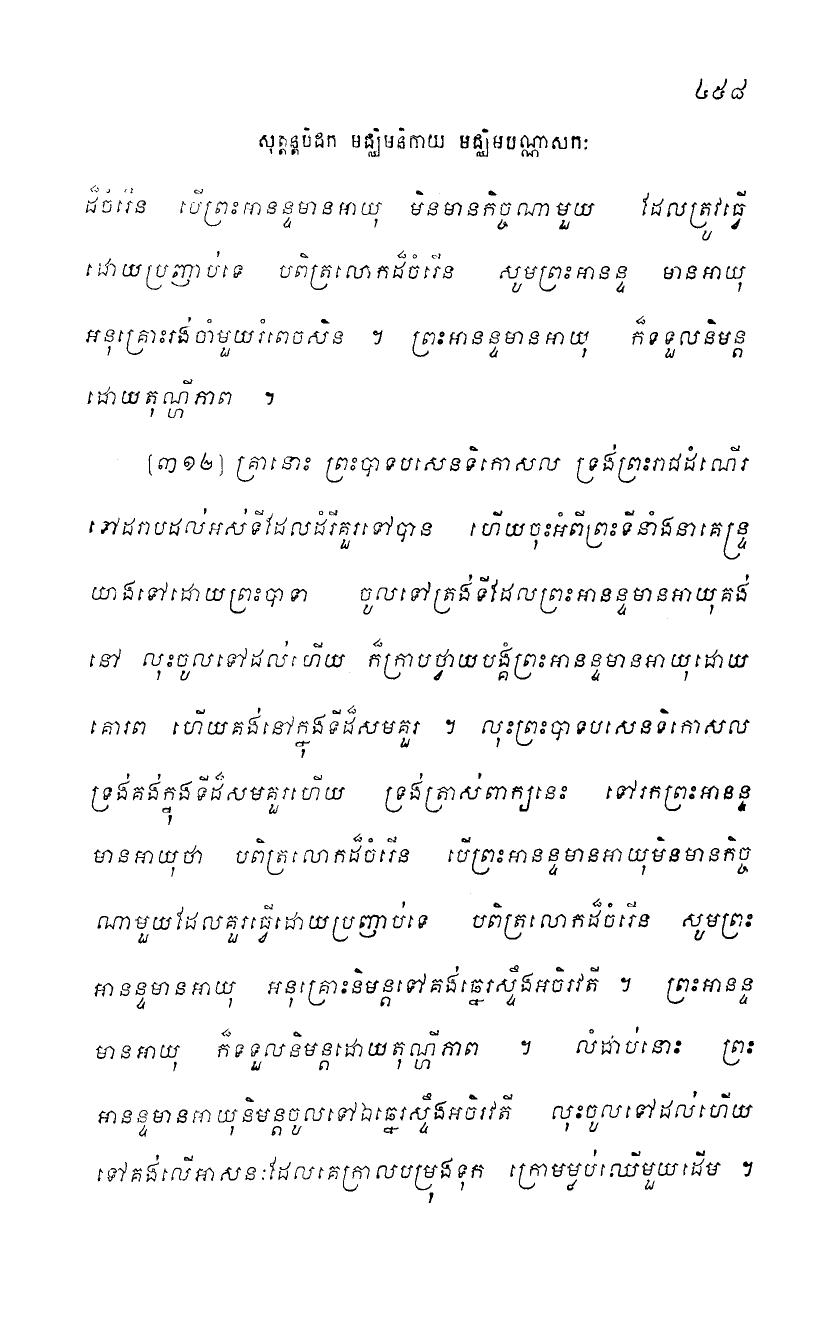 ៤៥៨
សុត្តន្តបិដក មជ្ឈិមនិកាយ មជ្ឈិមបណ្ណាសកៈ
ដ៏ចំរើន បើព្រះអានន្ទមានអាយុ មិនមានកិច្ចណាមួយ ដែលត្រូវធ្វើ
ដោយប្រញាប់ទេ បពិត្រលោកដ៏ចំរើន សូមព្រះអានន្ទ មានអាយុ
អនុគ្រោះរង់ចាំមួយរំពេចសិន ។ ព្រះអានន្ទមានអាយុ ក៏ទទួលនិមន្ត
ដោយតុណ្ហីភាព ។
[៣១២] គ្រានោះ ព្រះបាទបសេនទិកោសល ទ្រង់ព្រះរាជដំណើរ
ទៅដរាបដល់អស់ទីដែលដំរីគួរទៅបាន ហើយចុះអំពីព្រះទីនាំងនាគេន្ទ្រ
យាងទៅដោយព្រះបាទា ចូលទៅត្រង់ទីដែលព្រះអានន្ទមានអាយុគង់
នៅ លុះចូលទៅដល់ហើយ ក៏ក្រាបថ្វាយបង្គំព្រះអានន្ទមានអាយុដោយ
គោរព ហើយគង់នៅក្នុងទីដ៏សមគួរ ។ លុះព្រះបាទបសេនទិកោសល
ទ្រង់គង់ក្នុងទីដ៏សមគួរហើយ ទ្រង់ត្រាស់ពាក្យនេះ ទៅរកព្រះអានន្ទ
មានអាយុថា បពិត្រលោកដ៏ចំរើន បើព្រះអានន្ទមានអាយុមិនមានកិច្ច
ណាមួយដែលគួរធ្វើដោយប្រញាប់ទេ បពិត្រលោកដ៏ចំរើន សូមព្រះ
អានន្ទមានអាយុ អនុគ្រោះនិមន្តទៅគង់ឆ្នេរស្ទឹងអចិរវតី ។ ព្រះអានន្ទ
មានអាយុ ក៏ទទួលនិមន្តដោយតុណ្ហីភាព ។ លំដាប់នោះ ព្រះ
អានន្ទមានអាយុនិមន្តចូលទៅឯឆ្នេរស្ទឹងអចិរវតី លុះចូលទៅដល់ហើយ
ទៅគង់លើអាសនៈដែលគេក្រាលបម្រុងទុក ក្រោមម្លប់ឈើមួយដើម ។